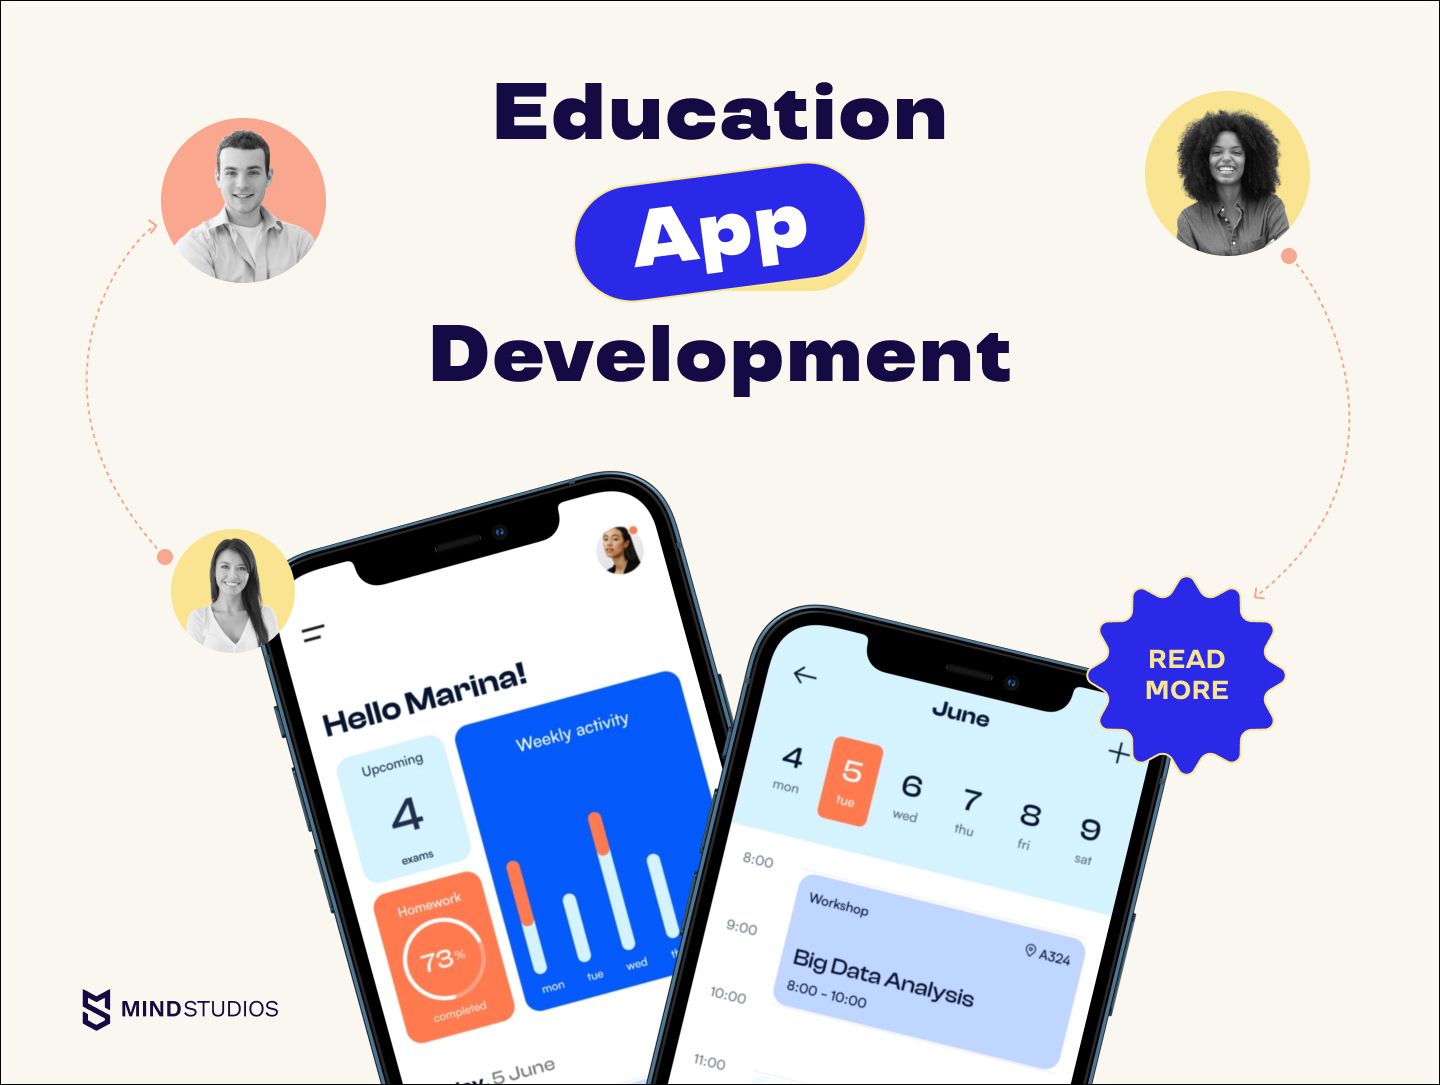 Education
App
Development
Hello Marina!
Upcoming
4
exams
Weekly activity
mon
tue
wed
Homework
73%
completed
5 June
June
4
mon
5
tue
6
wed
7
thu
8
fri
9
sat
8:00
9:00
10:00
11:00
Workshop
A324
Big Data Analysis
8:00 - 10:00
READ
MORE
MINDSTUDIOS